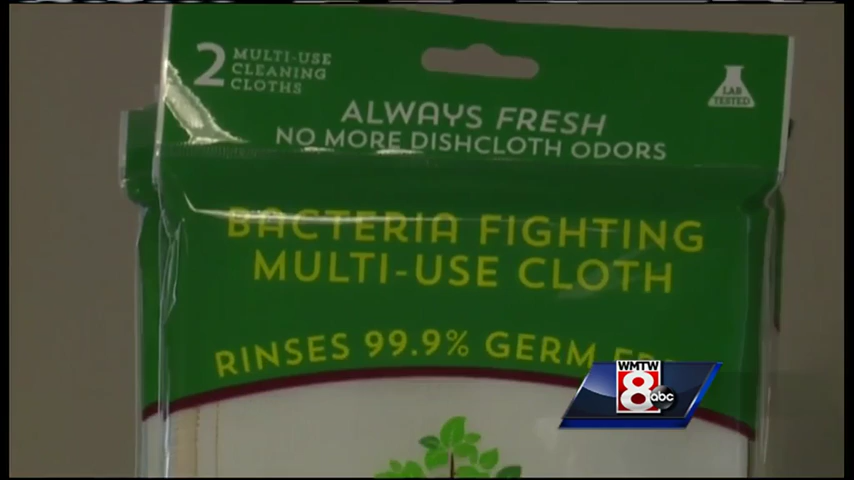 2
MULTI-USE
CLEANING
CLOTHS
LAB
TESTED
ALWAYS FRESH
NO MORE DISHCLOTH ODORS
BACTERIA FIGHTING
MULTI-USE CLOTH
RINSES 99.9% GERM
WMTW
8
abc